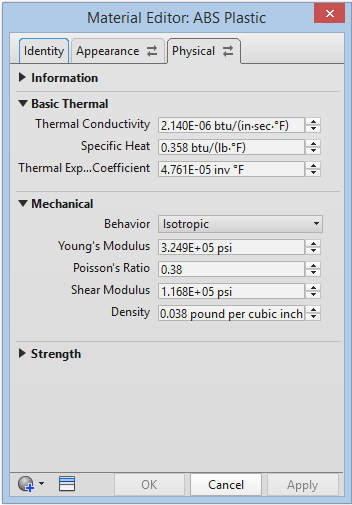 Material Editor: ABS Plastic
Identity Appearance Physical
Information
Basic Thermal
Thermal Conductivity 2.140E-06 btu/(in·sec·°F)
Specific Heat 0.358 btu/(lb·°F)
Thermal Exp...Coefficient 4.761E-05 inv °F
Mechanical
Behavior Isotropic
Young's Modulus 3.249E+05 psi
Poisson's Ratio 0.38
Shear Modulus 1.168E+05 psi
Density 0.038 pound per cubic inch
Strength
OK Cancel Apply